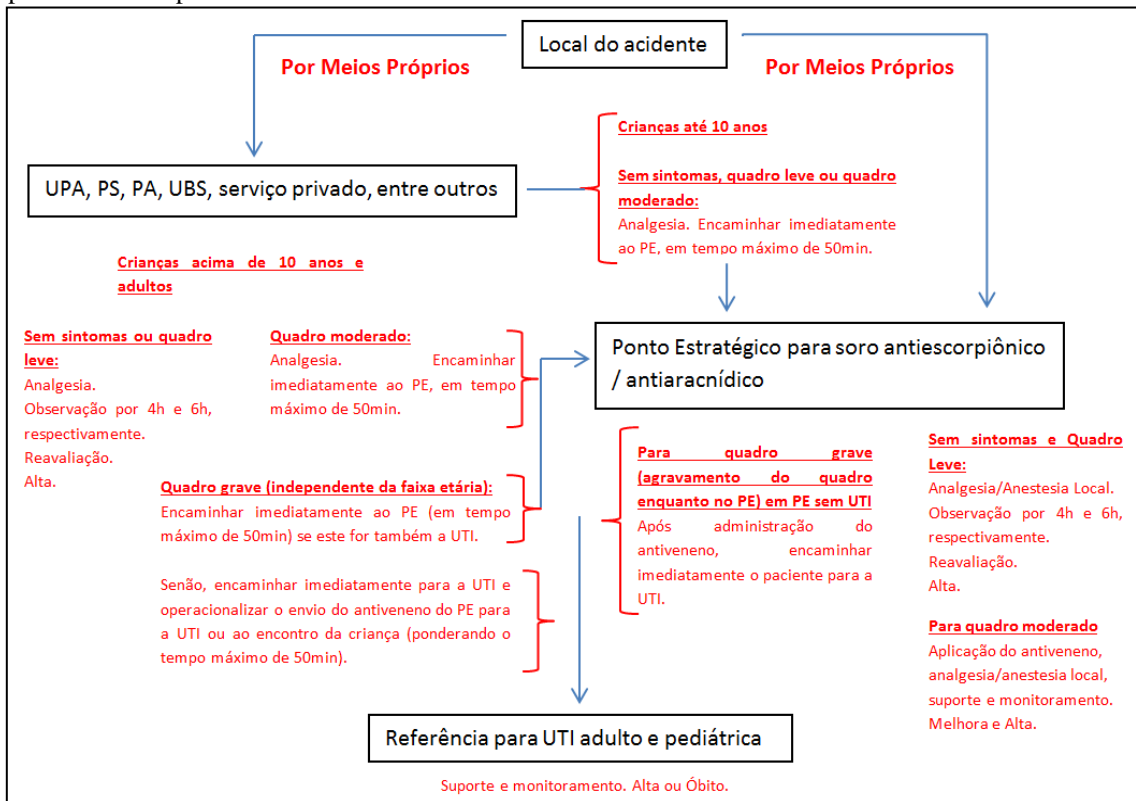 Local do acidente
Por Meios Próprios
Por Meios Próprios
Crianças até 10 anos
Sem sintomas, quadro leve ou quadro
moderado:
Analgesia. Encaminhar imediatamente
ao PE, em tempo máximo de 50min.
UPA, PS, PA, UBS, serviço privado, entre outros
Crianças acima de 10 anos e
adultos
Sem sintomas ou quadro
leve:
Analgesia.
Observação por 4h e 6h,
respectivamente.
Reavaliação.
Alta.
Quadro moderado:
Analgesia. Encaminhar
imediatamente ao PE, em tempo
máximo de 50min.
Ponto Estratégico para soro antiescorpiônico
/ antiaracnídico
Quadro grave (independente da faixa etária):
Encaminhar imediatamente ao PE (em tempo
máximo de 50min) se este for também a UTI.
Senão, encaminhar imediatamente para a UTI e
operacionalizar o envio do antiveneno do PE para
a UTI ou ao encontro da criança (ponderando o
tempo máximo de 50min).
Para quadro grave
(agravamento do quadro
enquanto no PE) em PE sem UTI
Após administração do
antiveneno, encaminhar
imediatamente o paciente para a
UTI.
Sem sintomas e Quadro
Leve:
Analgesia/Anestesia Local.
Observação por 4h e 6h,
respectivamente.
Reavaliação.
Alta.
Para quadro moderado
Aplicação do antiveneno,
analgesia/anestesia local,
suporte e monitoramento.
Melhora e Alta.
Referência para UTI adulto e pediátrica
Suporte e monitoramento. Alta ou Óbito.